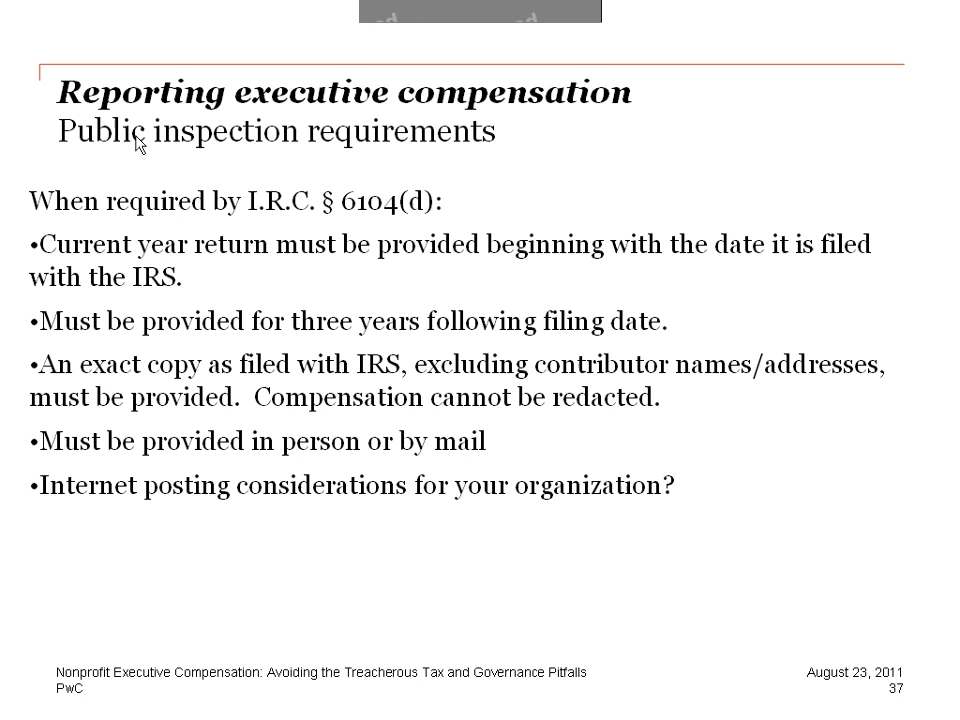 Reporting executive compensation
Public inspection requirements
When required by I.R.C. § 6104(d):
•Current year return must be provided beginning with the date it is filed
with the IRS.
•Must be provided for three years following filing date.
•An exact copy as filed with IRS, excluding contributor names/addresses,
must be provided.  Compensation cannot be redacted.
•Must be provided in person or by mail
•Internet posting considerations for your organization?
Nonprofit Executive Compensation: Avoiding the Treacherous Tax and Governance Pitfalls
August 23, 2011
PwC
37